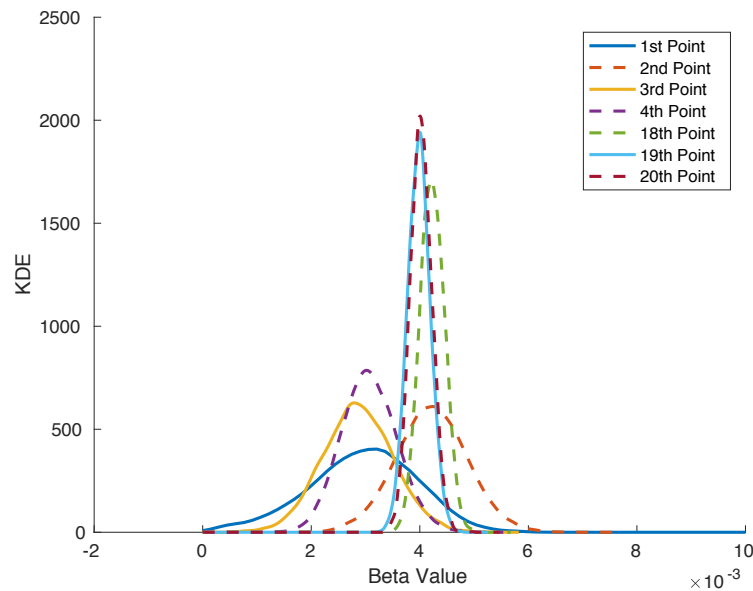 2500
2000
1500
1000
500
0
KDE
-2
0
2
4
6
8
10
Beta Value
×10 -3
1st Point
2nd Point
3rd Point
4th Point
18th Point
19th Point
20th Point